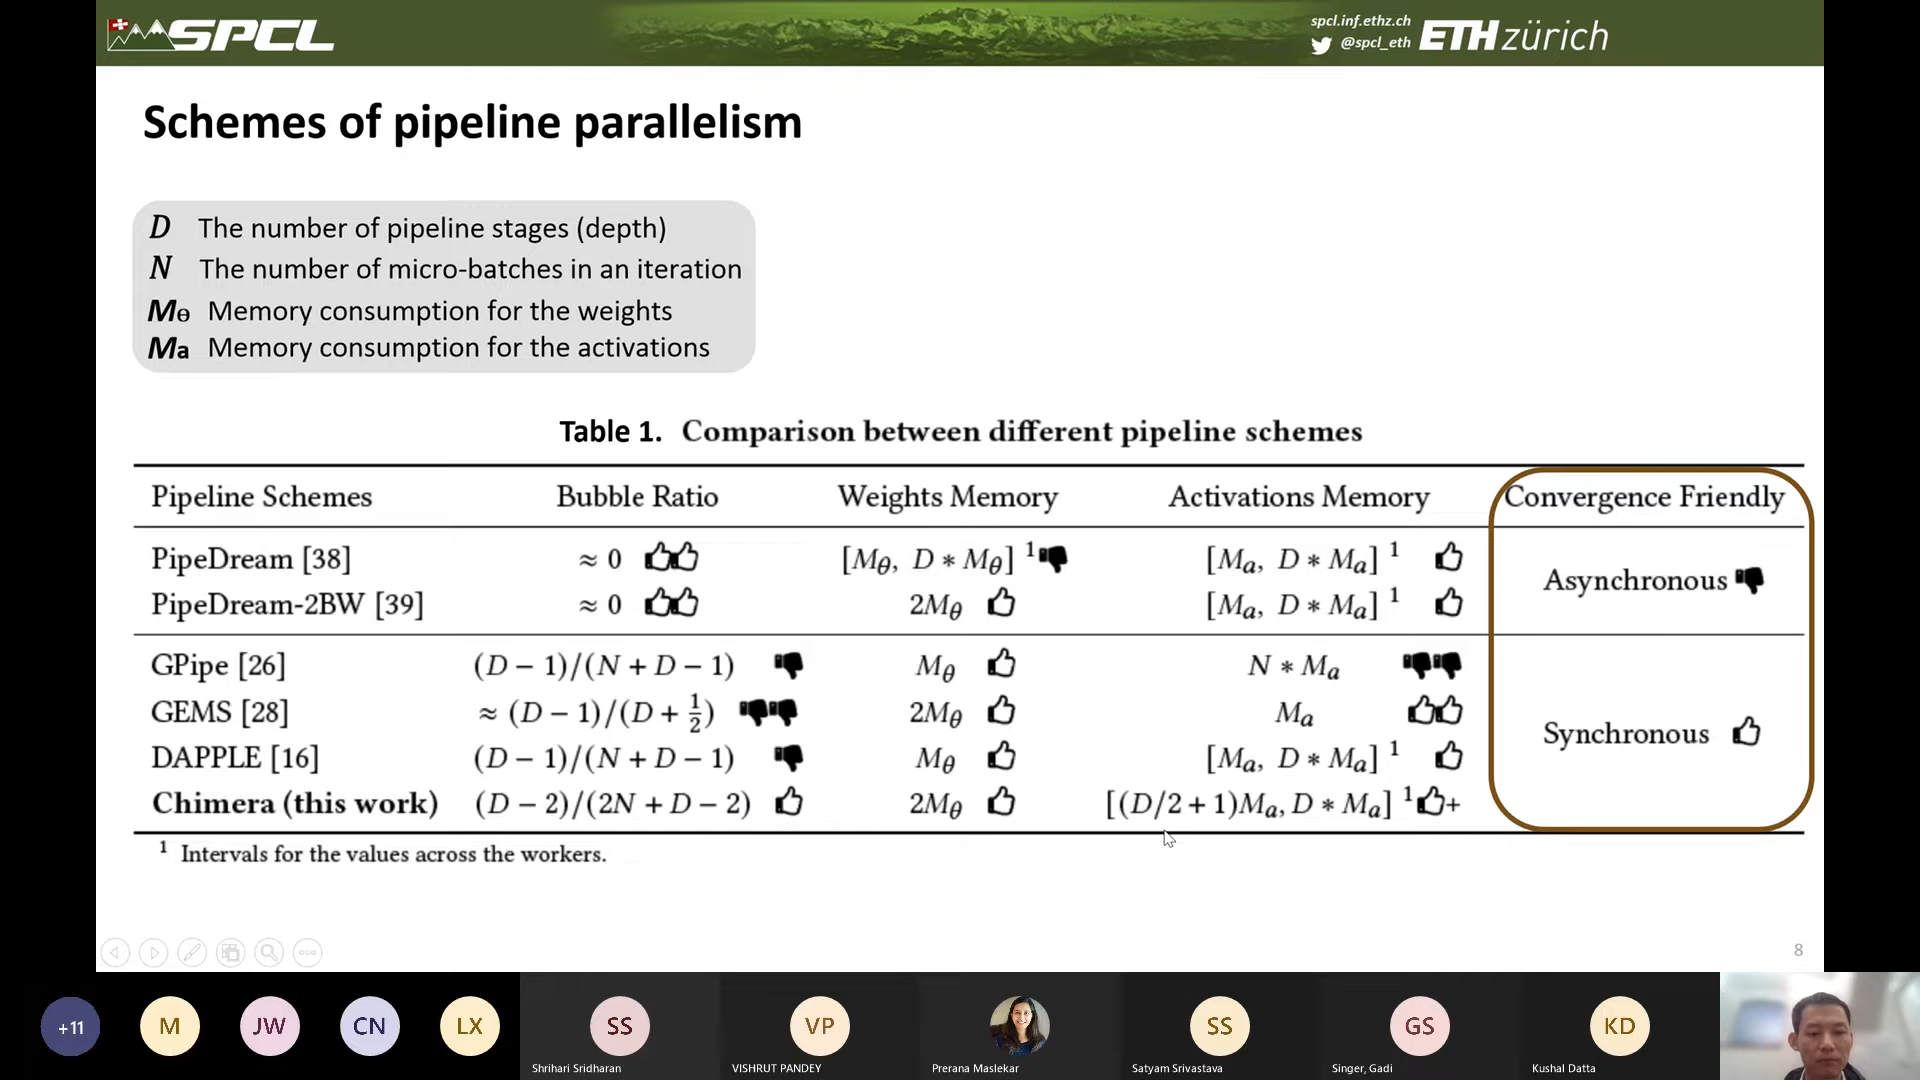 SPCL
spcl.inf.ethz.ch
@spcl_eth
ETH zürich
Schemes of pipeline parallelism
D The number of pipeline stages (depth)
N The number of micro-batches in an iteration
Mθ Memory consumption for the weights
Ma Memory consumption for the activations
Table 1. Comparison between different pipeline schemes
Pipeline Schemes Bubble Ratio Weights Memory Activations Memory Convergence Friendly
PipeDream [38] ≈ 0 [Mθ, D ∗ Mθ] 1 [Ma, D ∗ Ma] 1
Asynchronous
PipeDream-2BW [39] ≈ 0 2Mθ [Ma, D ∗ Ma] 1
GPipe [26] (D − 1)/(N + D − 1) Mθ N ∗ Ma
GEMS [28] ≈ (D − 1)/(D + 1/2) 2Mθ Ma
Synchronous
DAPPLE [16] (D − 1)/(N + D − 1) Mθ [Ma, D ∗ Ma] 1
Chimera (this work) (D − 2)/(2N + D − 2) 2Mθ [(D/2 + 1)Ma, D ∗ Ma] 1 +
1 Intervals for the values across the workers.
8
+11 M JW CN LX SS VP SS GS KD
Shrihari Sridharan VISHRUT PANDEY Prerana Maslekar Satyam Srivastava Singer, Gadi Kushal Datta